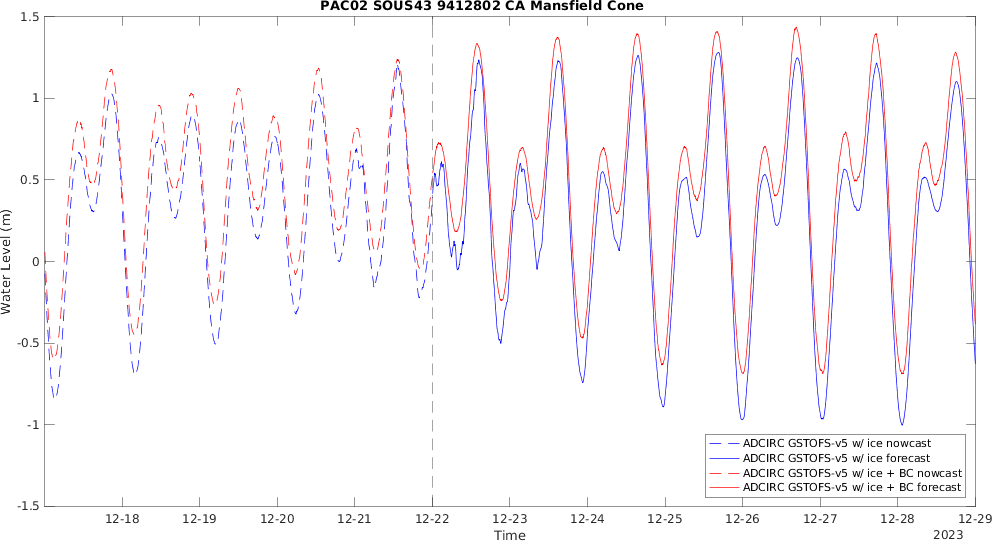 PAC02 SOUS43 9412802 CA Mansfield Cone
1.5
1
0.5
0
-0.5
-1
-1.5
Water Level (m)
12-18
12-19
12-20
12-21
12-22
12-23
12-24
12-25
12-26
12-27
12-28
12-29
Time
2023
ADCIRC GSTOFS-v5 w/ ice nowcast
ADCIRC GSTOFS-v5 w/ ice forecast
ADCIRC GSTOFS-v5 w/ ice + BC nowcast
ADCIRC GSTOFS-v5 w/ ice + BC forecast